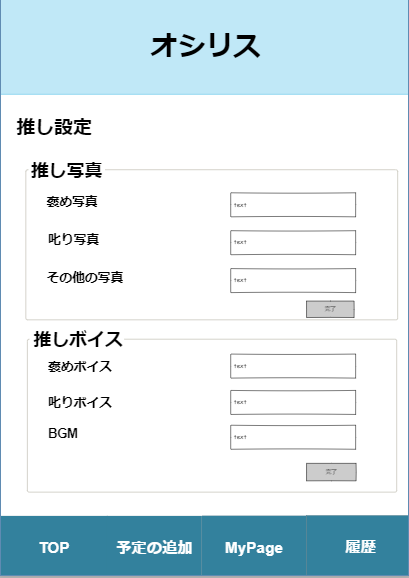 オシリス
推し設定
推し写真
褒め写真 text
叱り写真 text
その他の写真 text
完了
推しボイス
褒めボイス text
叱りボイス text
BGM text
完了
TOP 予定の追加 MyPage 履歴